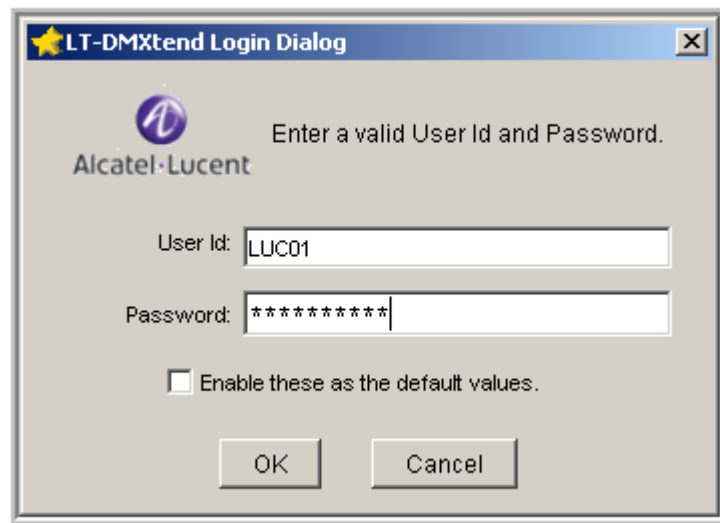 LT-DMXtend Login Dialog
Alcatel·Lucent
Enter a valid User Id and Password.
User Id: LUC01
Password: **********
Enable these as the default values.
OK Cancel